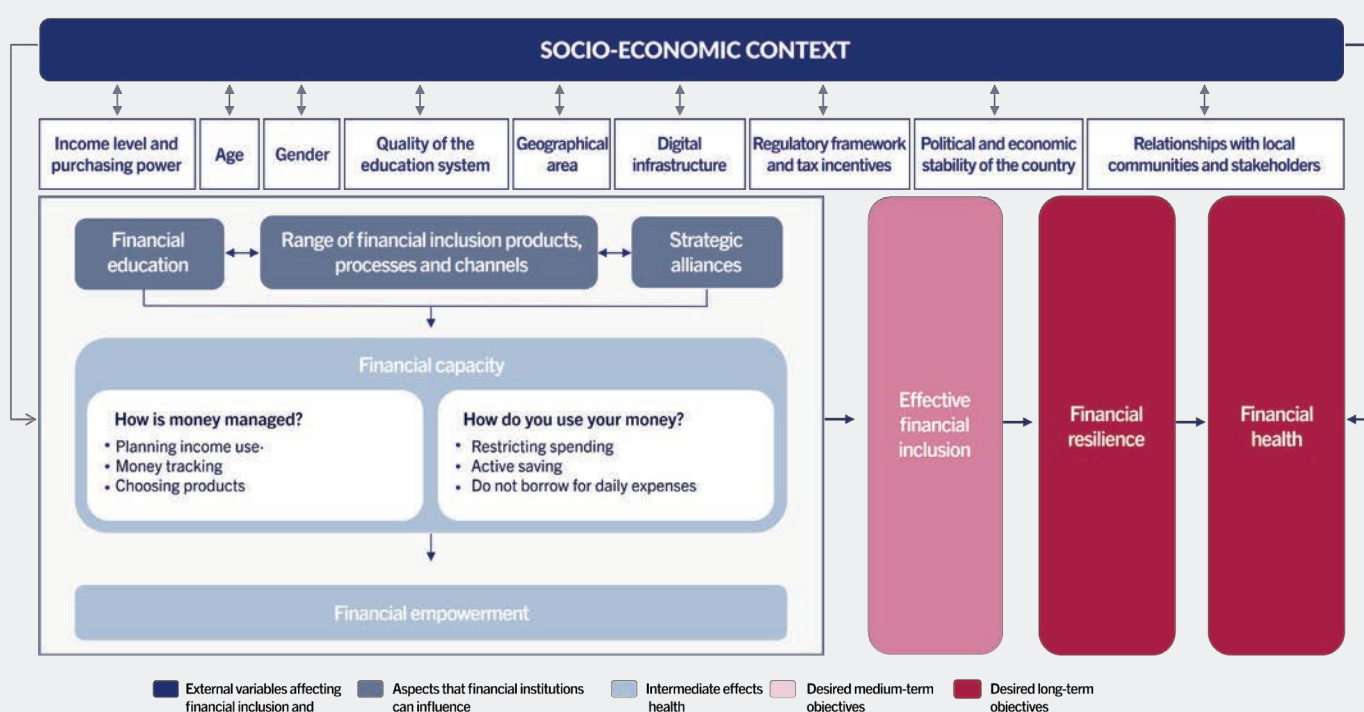 SOCIO-ECONOMIC CONTEXT
Income level and
purchasing power
Age
Gender
Quality of the
education system
Geographical
area
Digital
infrastructure
Regulatory framework
and tax incentives
Political and economic
stability of the country
Relationships with local
communities and stakeholders
Financial
education
Range of financial inclusion products,
processes and channels
Strategic
alliances
Financial capacity
How is money managed?
• Planning income use·
• Money tracking
• Choosing products
How do you use your money?
• Restricting spending
• Active saving
• Do not borrow for daily expenses
Financial empowerment
Effective
financial
inclusion
Financial
resilience
Financial
health
External variables affecting
financial inclusion and
Aspects that financial institutions
can influence
Intermediate effects
health
Desired medium-term
objectives
Desired long-term
objectives